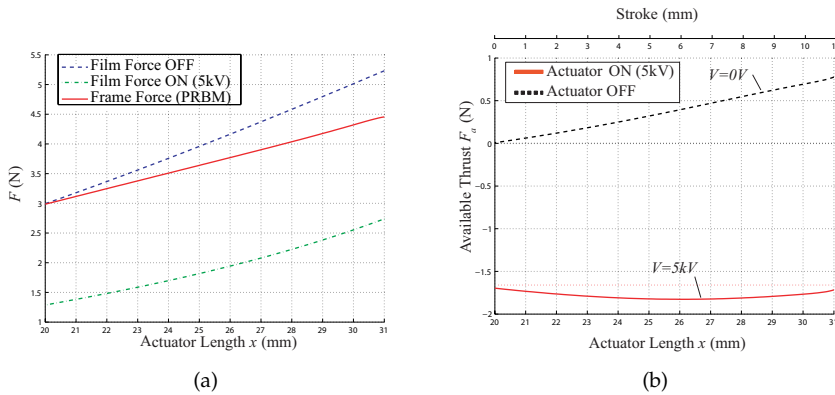 5.5
5
4.5
4
3.5
3
2.5
2
1.5
1
F (N)
Film Force OFF
Film Force ON (5kV)
Frame Force (PRBM)
20 21 22 23 24 25 26 27 28 29 30 31
Actuator Length x (mm)
(a)
Stroke (mm)
0 1 2 3 4 5 6 7 8 9 10 11
1
0.5
0
−0.5
−1
−1.5
−2
Available Thrust Fa (N)
Actuator ON (5kV)
Actuator OFF
V=0V
V=5kV
20 21 22 23 24 25 26 27 28 29 30 31
Actuator Length x (mm)
(b)